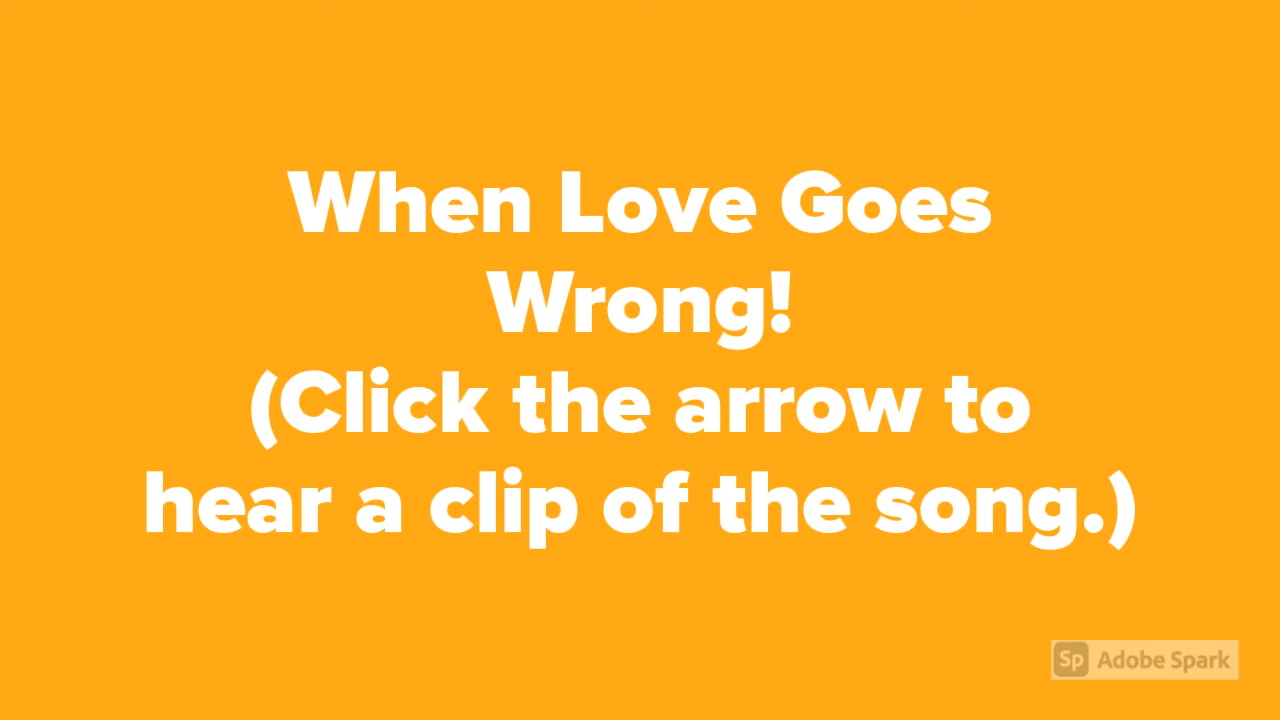 When Love Goes
Wrong!
(Click the arrow to
hear a clip of the song.)
Sp Adobe Spark